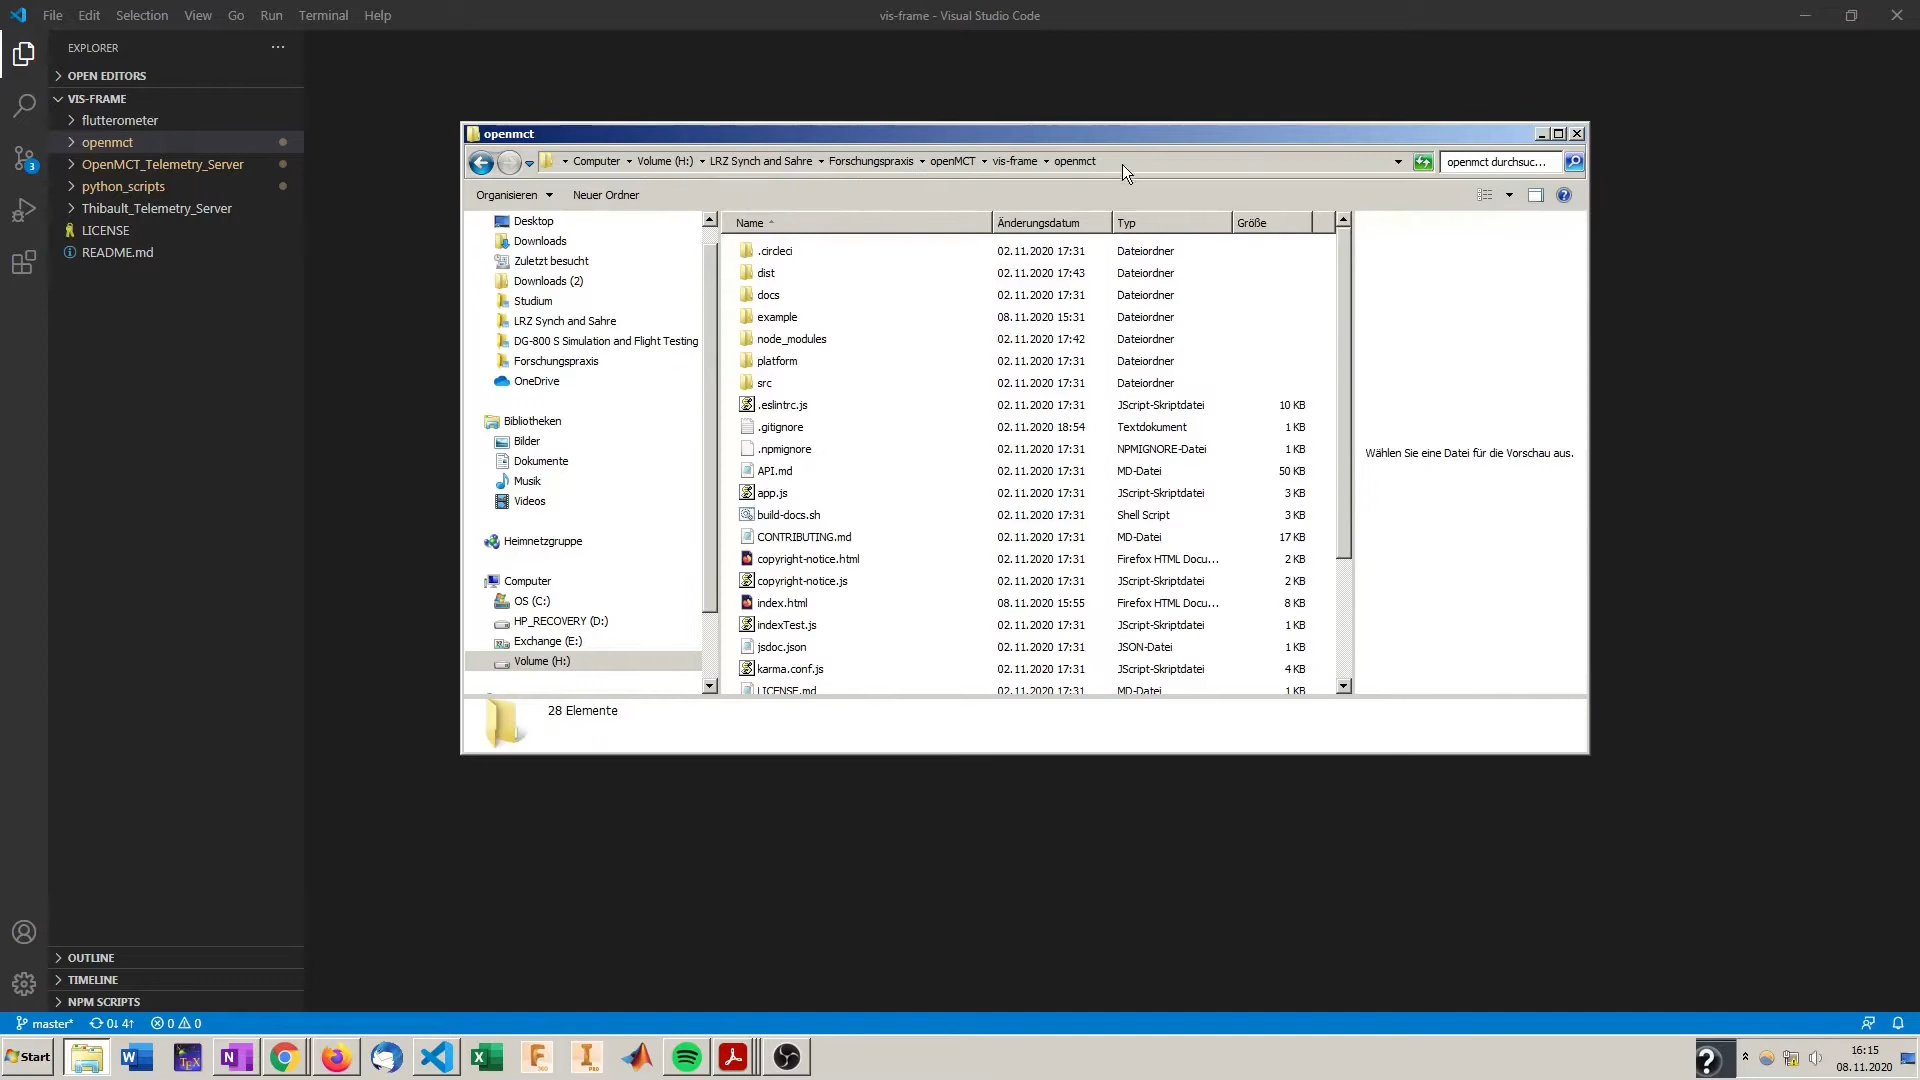 File Edit Selection View Go Run Terminal Help
vis-frame - Visual Studio Code
EXPLORER
OPEN EDITORS
VIS-FRAME
flutterometer
openmct
OpenMCT_Telemetry_Server
python_scripts
Thibault_Telemetry_Server
LICENSE
README.md
3
OUTLINE
TIMELINE
NPM SCRIPTS
openmct
Computer Volume (H:) LRZ Synch and Sahre Forschungspraxis openMCT vis-frame openmct
openmct durchsuc...
Organisieren Neuer Ordner
Desktop
Downloads
Zuletzt besucht
Downloads (2)
Studium
LRZ Synch and Sahre
DG-800 S Simulation and Flight Testing
Forschungspraxis
OneDrive
Bibliotheken
Bilder
Dokumente
Musik
Videos
Heimnetzgruppe
Computer
OS (C:)
HP_RECOVERY (D:)
Exchange (E:)
Volume (H:)
Name Änderungsdatum Typ Größe
.circleci 02.11.2020 17:31 Dateiordner
dist 02.11.2020 17:43 Dateiordner
docs 02.11.2020 17:31 Dateiordner
example 08.11.2020 15:31 Dateiordner
node_modules 02.11.2020 17:42 Dateiordner
platform 02.11.2020 17:31 Dateiordner
src 02.11.2020 17:31 Dateiordner
.eslintrc.js 02.11.2020 17:31 JScript-Skriptdatei 10 KB
.gitignore 02.11.2020 18:54 Textdokument 1 KB
.npmignore 02.11.2020 17:31 NPMIGNORE-Datei 1 KB
API.md 02.11.2020 17:31 MD-Datei 50 KB
app.js 02.11.2020 17:31 JScript-Skriptdatei 3 KB
build-docs.sh 02.11.2020 17:31 Shell Script 3 KB
CONTRIBUTING.md 02.11.2020 17:31 MD-Datei 17 KB
copyright-notice.html 02.11.2020 17:31 Firefox HTML Docu... 2 KB
copyright-notice.js 02.11.2020 17:31 JScript-Skriptdatei 2 KB
index.html 08.11.2020 15:55 Firefox HTML Docu... 8 KB
indexTest.js 02.11.2020 17:31 JScript-Skriptdatei 1 KB
jsdoc.json 02.11.2020 17:31 JSON-Datei 1 KB
karma.conf.js 02.11.2020 17:31 JScript-Skriptdatei 4 KB
LICENSE.md 02.11.2020 17:31 MD-Datei 1 KB
Wählen Sie eine Datei für die Vorschau aus.
28 Elemente
master* 0↓ 4↑ 0 0
Start
16:15
08.11.2020